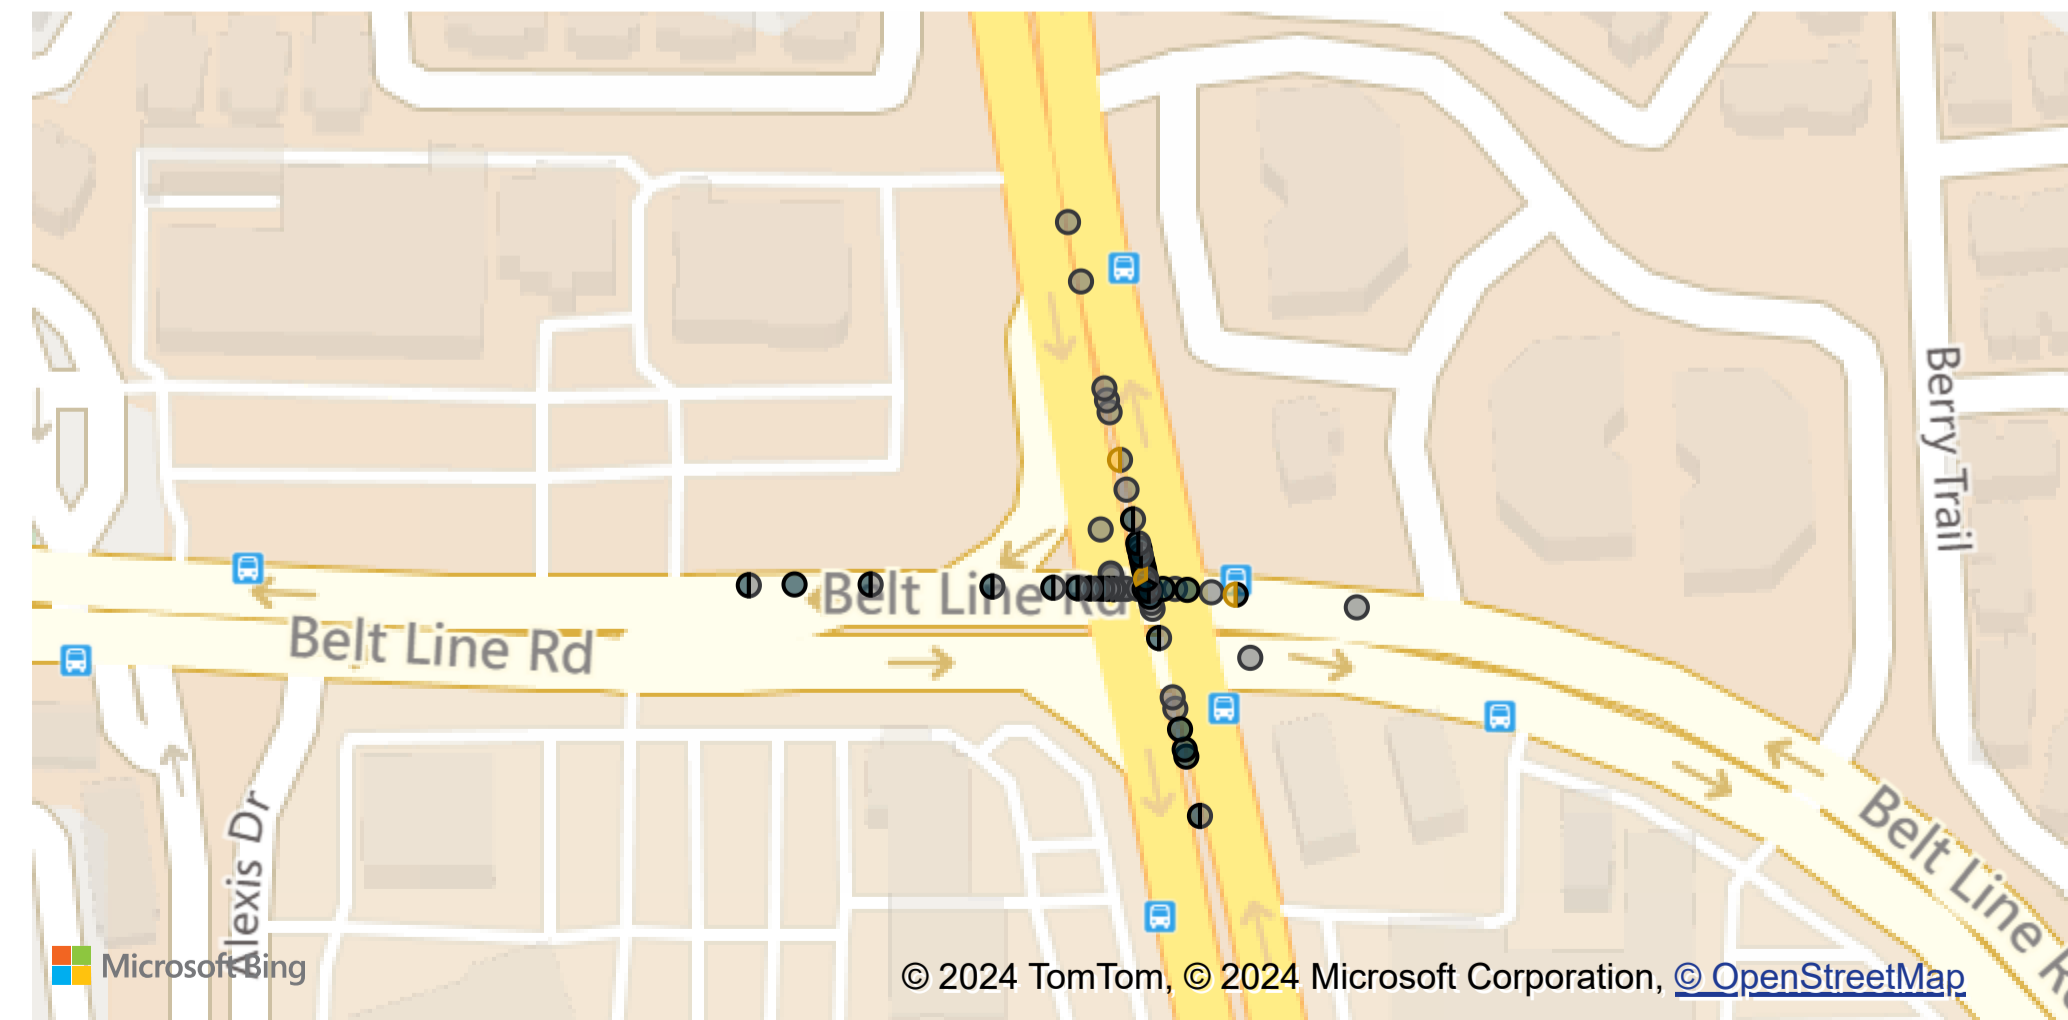 Berry Trail
Belt Line Rd
Belt Line Rd
Alexis Dr
Belt Line R
Microsoft Bing
© 2024 TomTom, © 2024 Microsoft Corporation, © OpenStreetMap